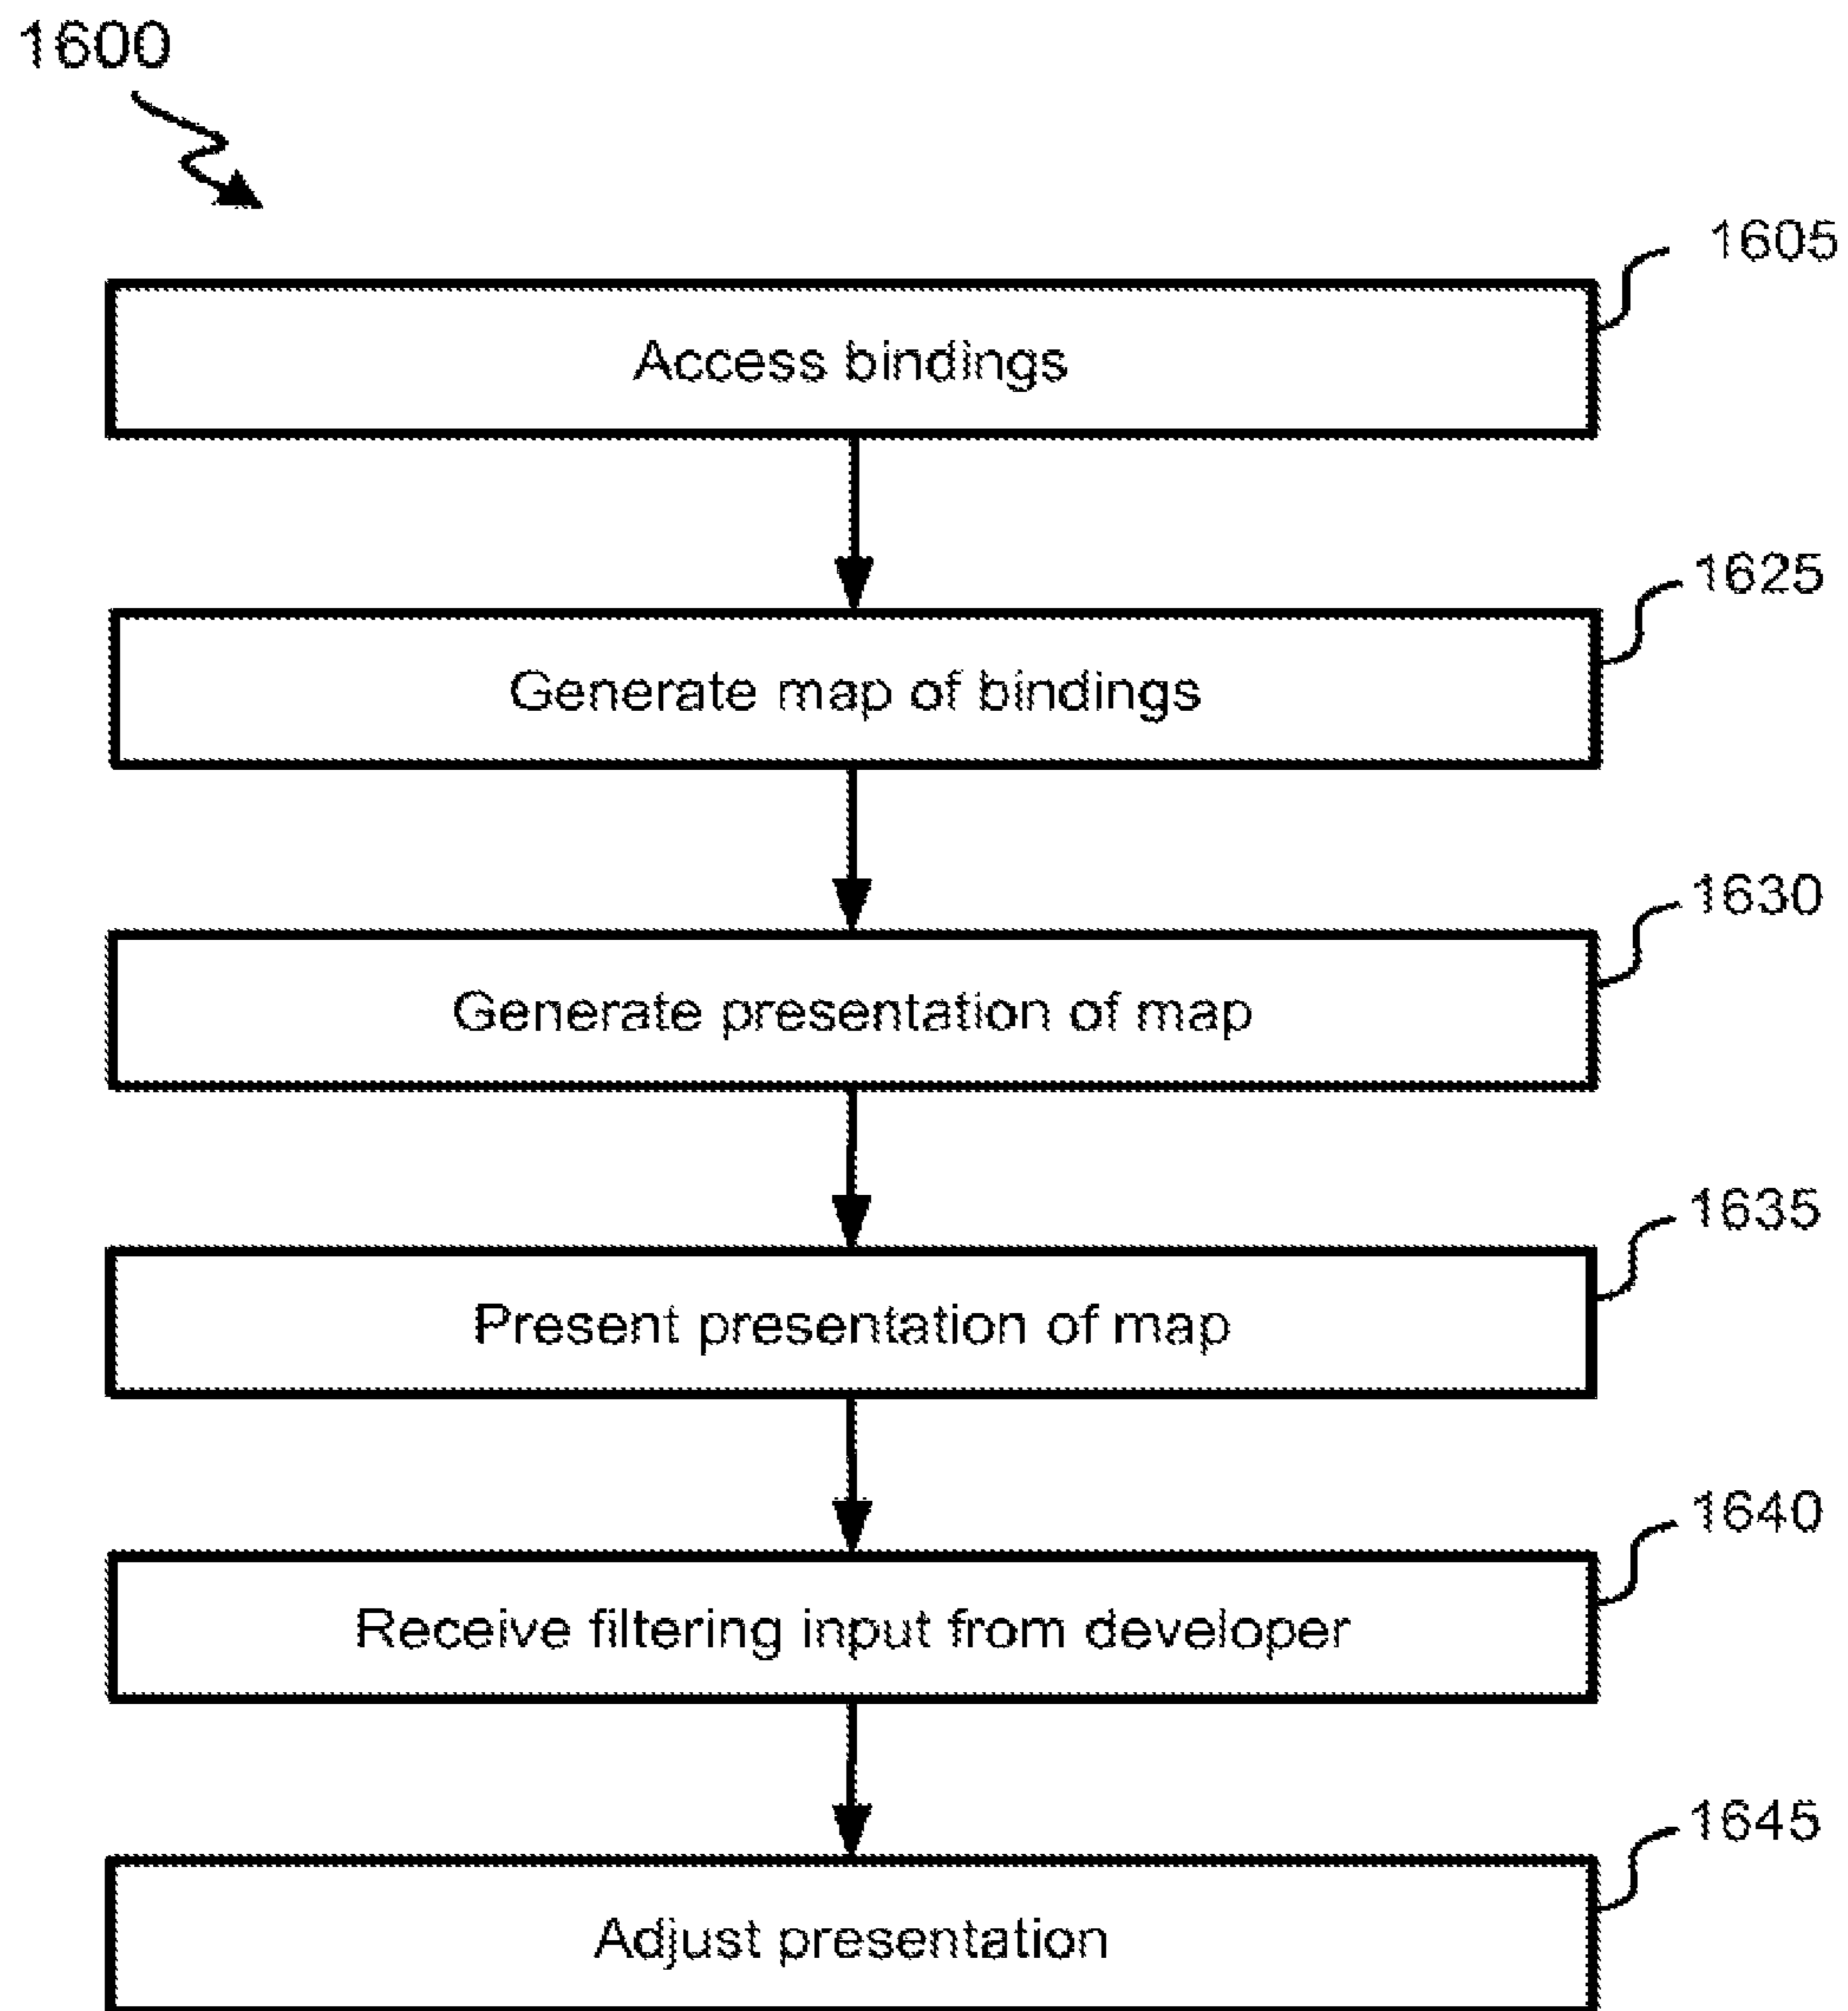 1600
1605
Access bindings
1625
Generate map of bindings
1630
Generate presentation of map
1635
Present presentation of map
1640
Receive filtering input from developer
1645
Adjust presentation